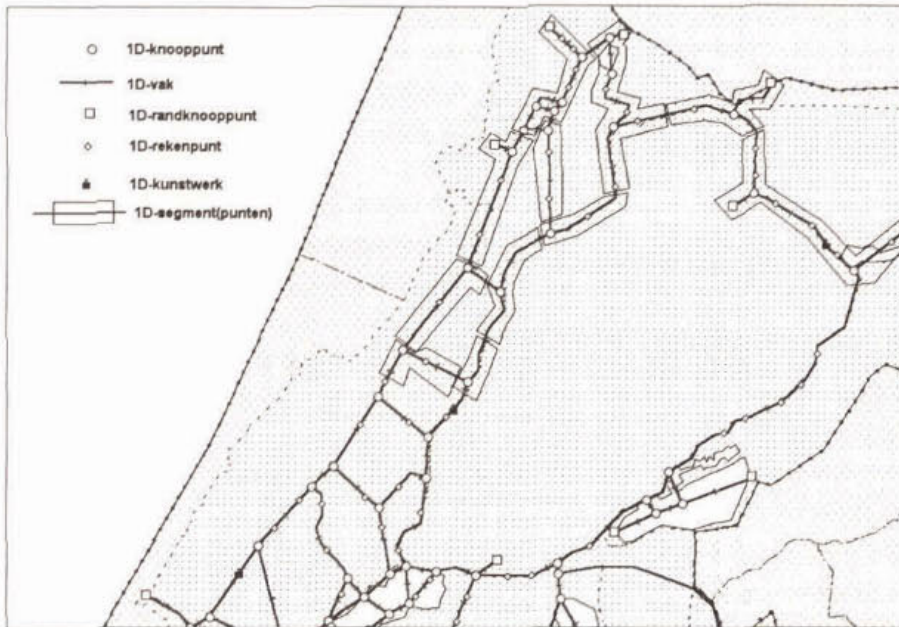 1D-knooppunt
1D-vak
1D-randknooppunt
1D-rekenpunt
1D-kunstwerk
1D-segment(punten)